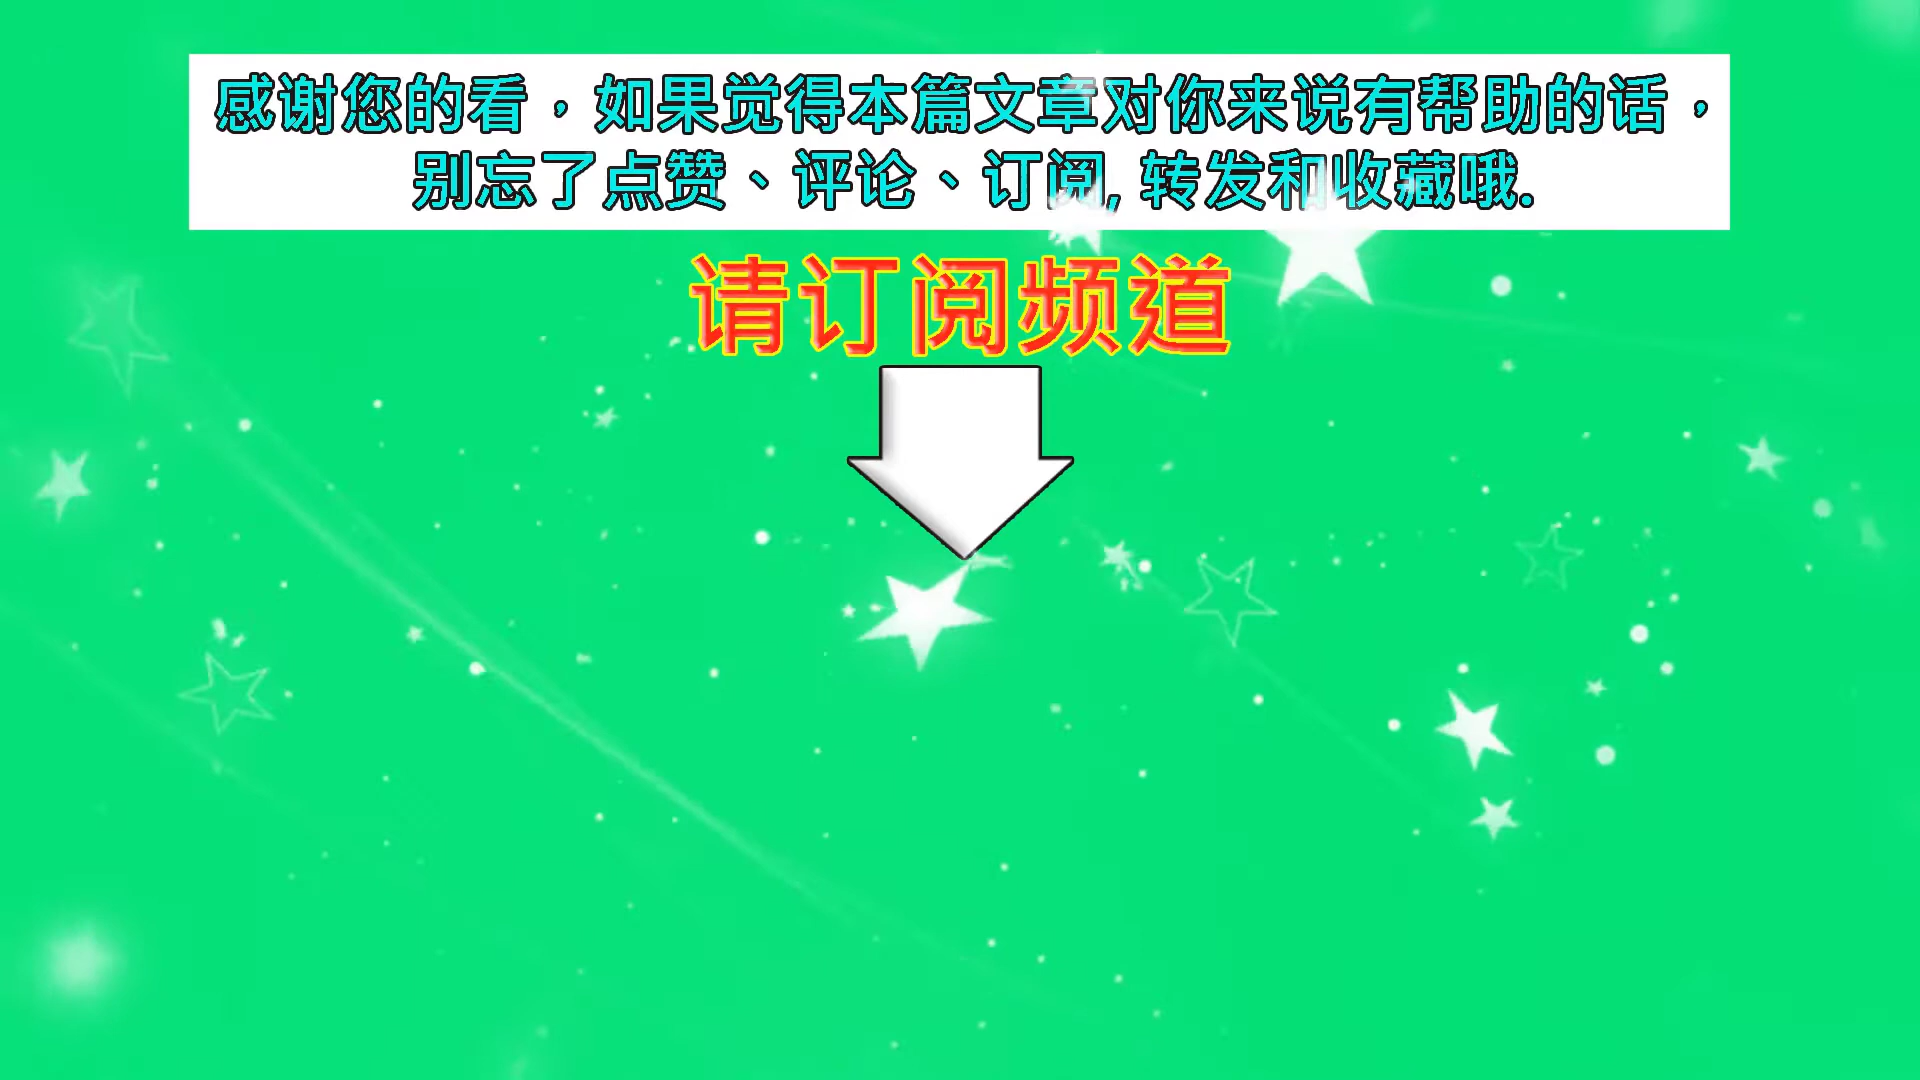 感谢您的看，如果觉得本篇文章对你来说有帮助的话，
别忘了点赞、评论、订阅, 转发和收藏哦.
请订阅频道